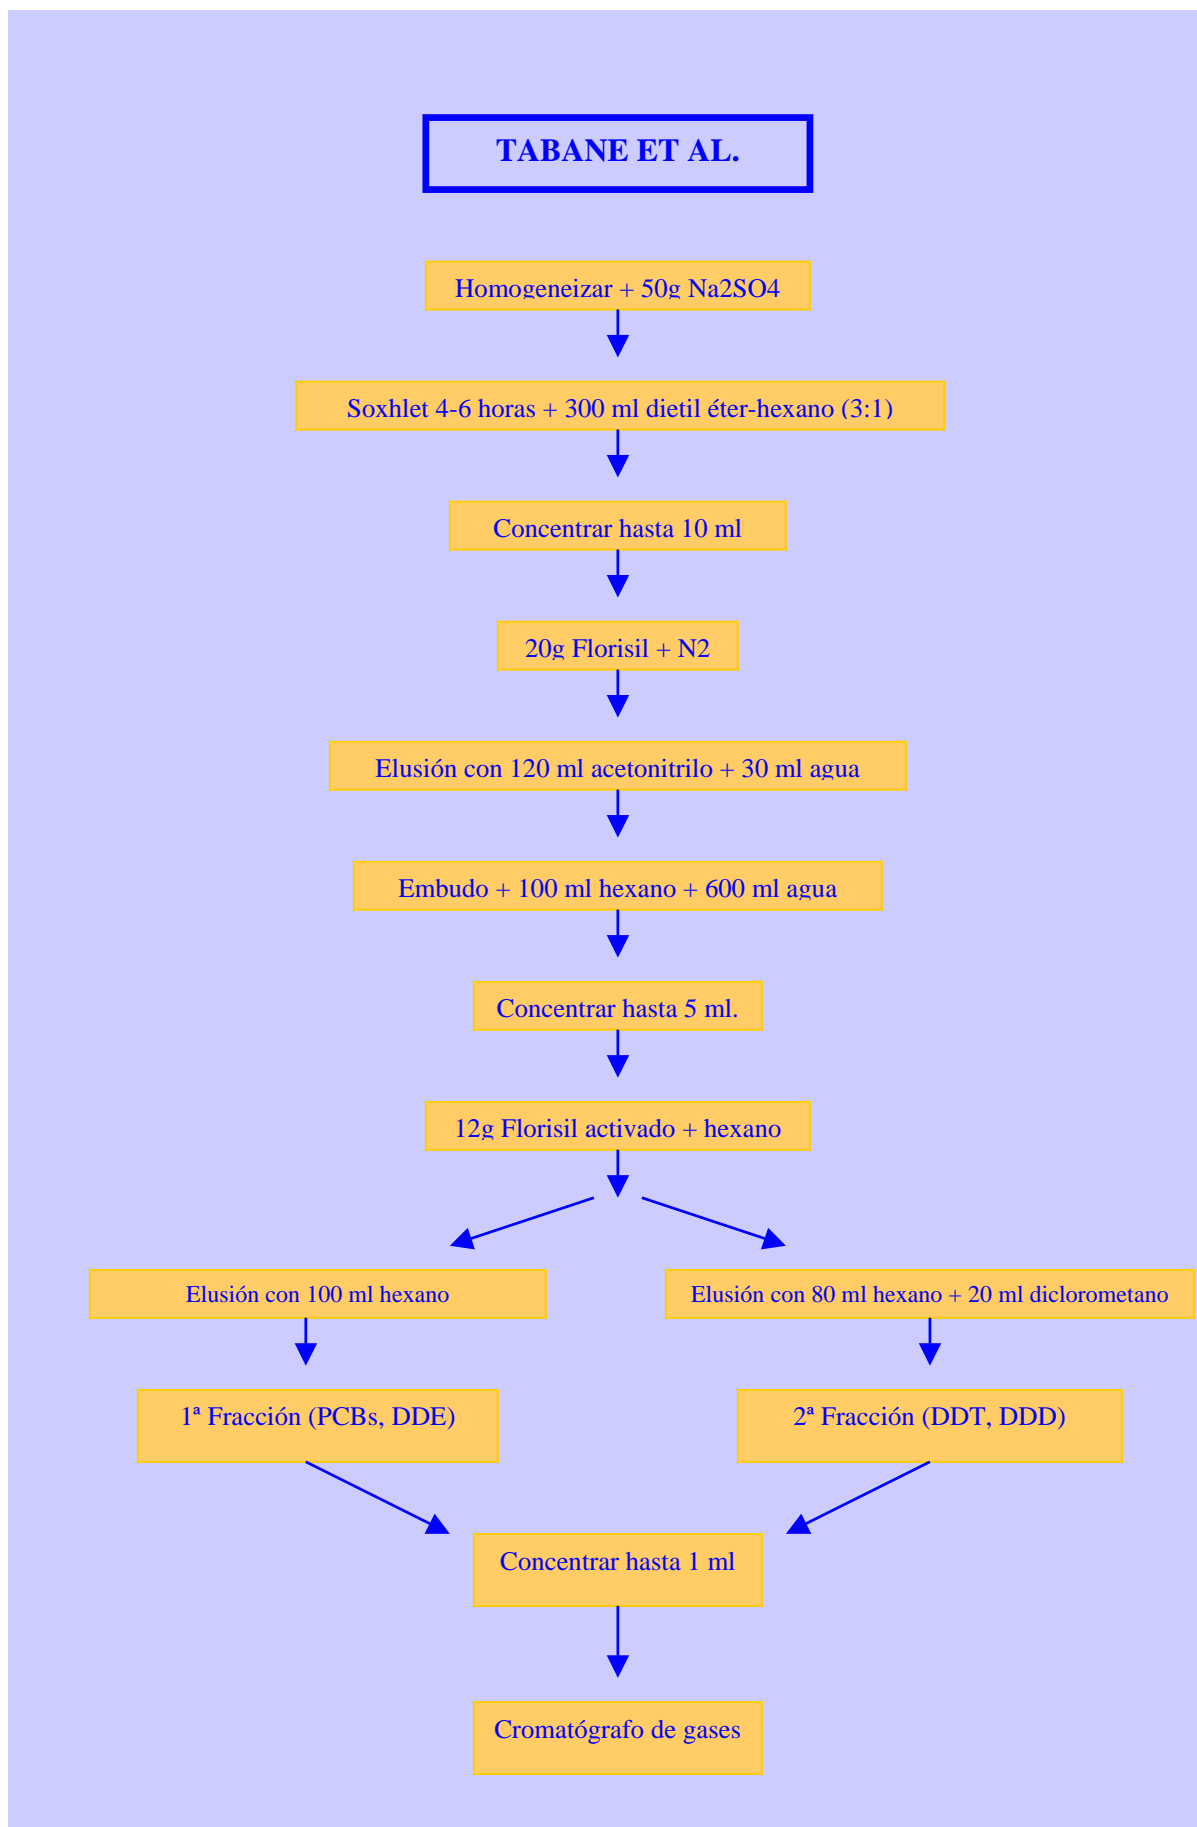 TABANE ET AL.
Homogeneizar + 50g Na2SO4
Soxhlet 4-6 horas + 300 ml dietil éter-hexano (3:1)
Concentrar hasta 10 ml
20g Florisil + N2
Elusión con 120 ml acetonitrilo + 30 ml agua
Embudo + 100 ml hexano + 600 ml agua
Concentrar hasta 5 ml.
12g Florisil activado + hexano
Elusión con 100 ml hexano
Elusión con 80 ml hexano + 20 ml diclorometano
1ª Fracción (PCBs, DDE)
2ª Fracción (DDT, DDD)
Concentrar hasta 1 ml
Cromatógrafo de gases